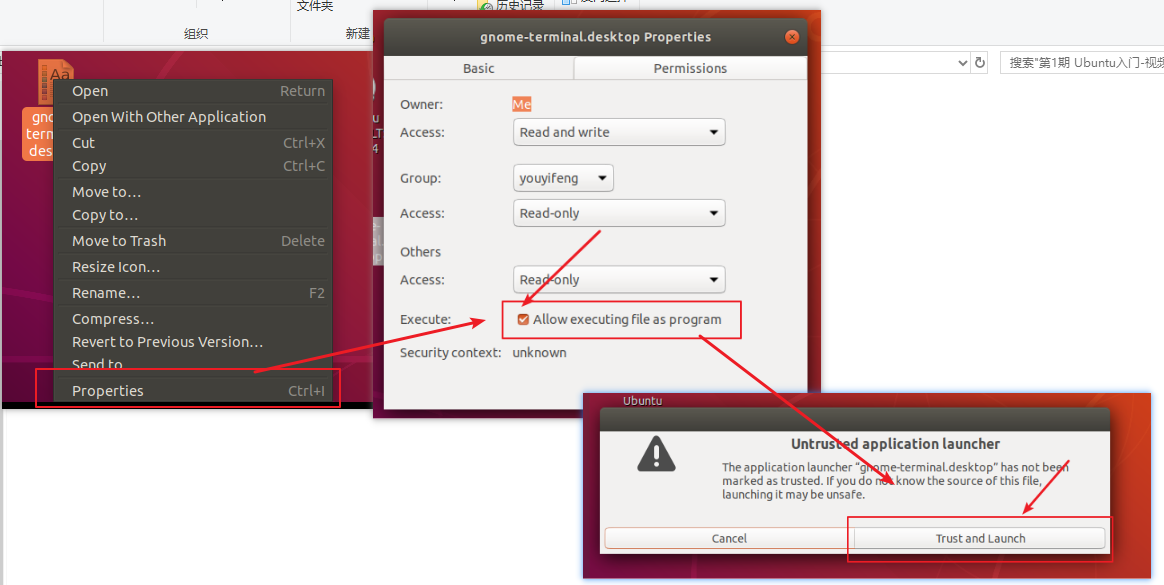 文件夹
历史记录
组织
新建
搜索"第1期 Ubuntu入门-视频
Aa
gno
term
des
Open Return
Open With Other Application
Cut Ctrl+X
Copy Ctrl+C
Move to…
Copy to…
Move to Trash Delete
Resize Icon…
Rename… F2
Compress…
Revert to Previous Version…
Send to
Properties Ctrl+I
gnome-terminal.desktop Properties
Basic Permissions
Owner: Me
Access: Read and write
Group: youyifeng
Access: Read-only
Others
Access: Read-only
Execute: Allow executing file as program
Security context: unknown
Ubuntu
Untrusted application launcher
The application launcher “gnome-terminal.desktop” has not been
marked as trusted. If you do not know the source of this file,
launching it may be unsafe.
Cancel Trust and Launch